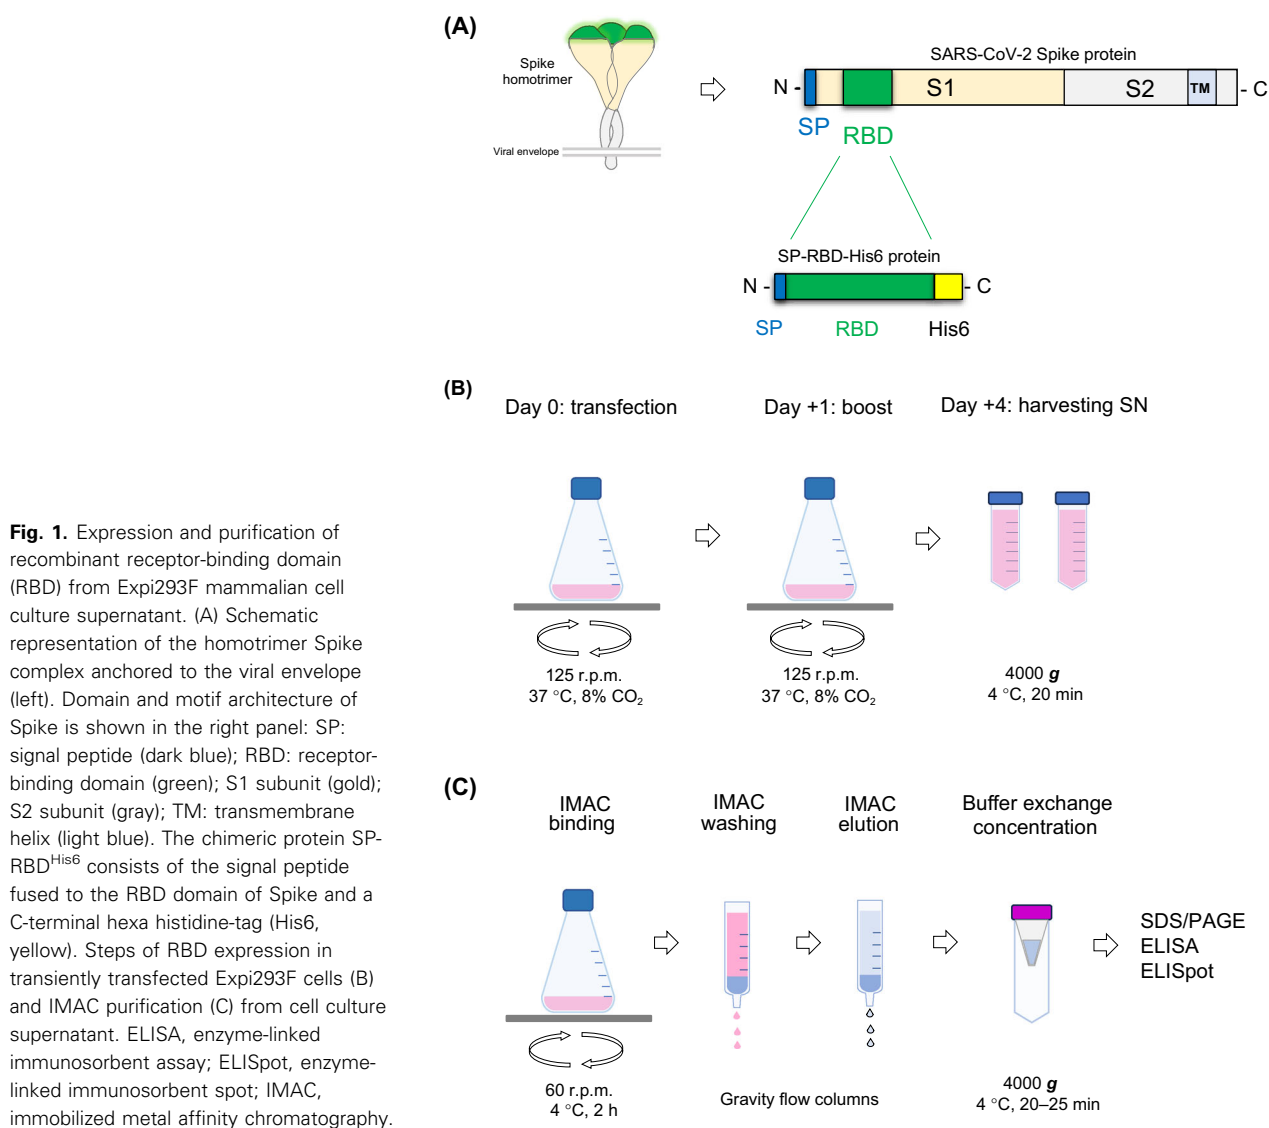 (A)
Spike
homotrimer
Viral envelope
SARS-CoV-2 Spike protein
N - S1 S2 TM - C
SP RBD
SP-RBD-His6 protein
N - - C
SP RBD His6
(B)
Day 0: transfection Day +1: boost Day +4: harvesting SN
125 r.p.m.
37 °C, 8% CO₂
125 r.p.m.
37 °C, 8% CO₂
4000 g
4 °C, 20 min
(C)
IMAC
binding
IMAC
washing
IMAC
elution
Buffer exchange
concentration
SDS/PAGE
ELISA
ELISpot
60 r.p.m.
4 °C, 2 h
Gravity flow columns
4000 g
4 °C, 20–25 min
Fig. 1. Expression and purification of
recombinant receptor-binding domain
(RBD) from Expi293F mammalian cell
culture supernatant. (A) Schematic
representation of the homotrimer Spike
complex anchored to the viral envelope
(left). Domain and motif architecture of
Spike is shown in the right panel: SP:
signal peptide (dark blue); RBD: receptor-
binding domain (green); S1 subunit (gold);
S2 subunit (gray); TM: transmembrane
helix (light blue). The chimeric protein SP-
RBD^His6 consists of the signal peptide
fused to the RBD domain of Spike and a
C-terminal hexa histidine-tag (His6,
yellow). Steps of RBD expression in
transiently transfected Expi293F cells (B)
and IMAC purification (C) from cell culture
supernatant. ELISA, enzyme-linked
immunosorbent assay; ELISpot, enzyme-
linked immunosorbent spot; IMAC,
immobilized metal affinity chromatography.